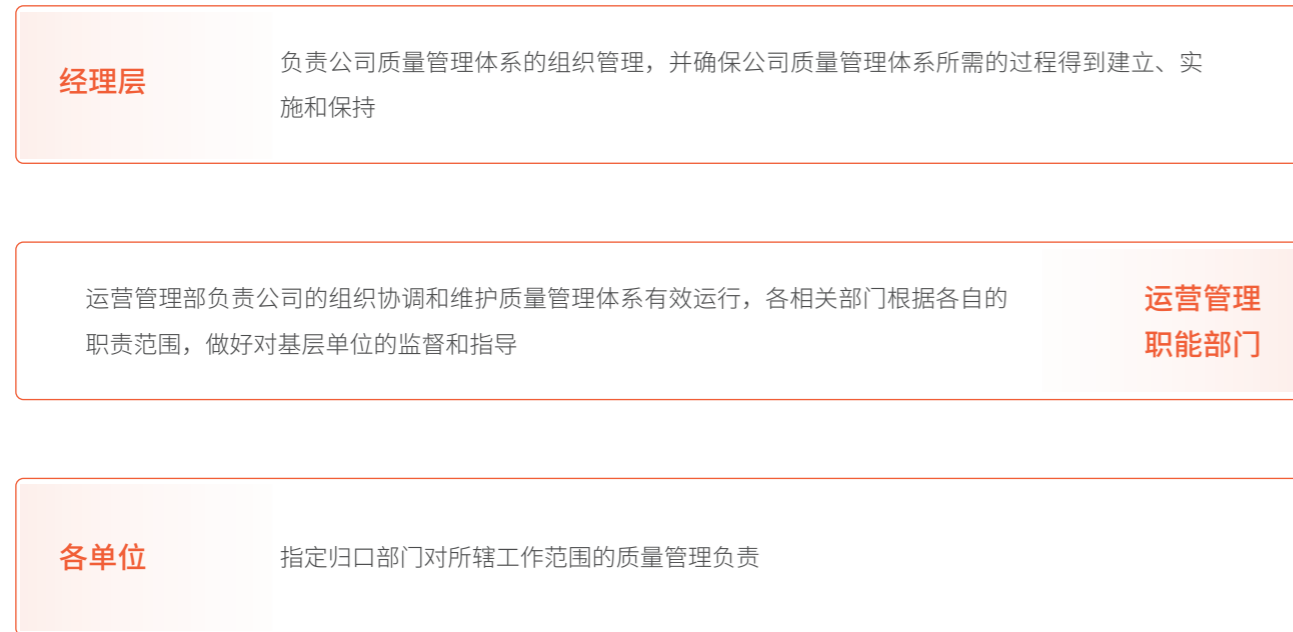 经理层
负责公司质量管理体系的组织管理，并确保公司质量管理体系所需的过程得到建立、实
施和保持
运营管理部负责公司的组织协调和维护质量管理体系有效运行，各相关部门根据各自的
职责范围，做好对基层单位的监督和指导
运营管理
职能部门
各单位
指定归口部门对所辖工作范围的质量管理负责